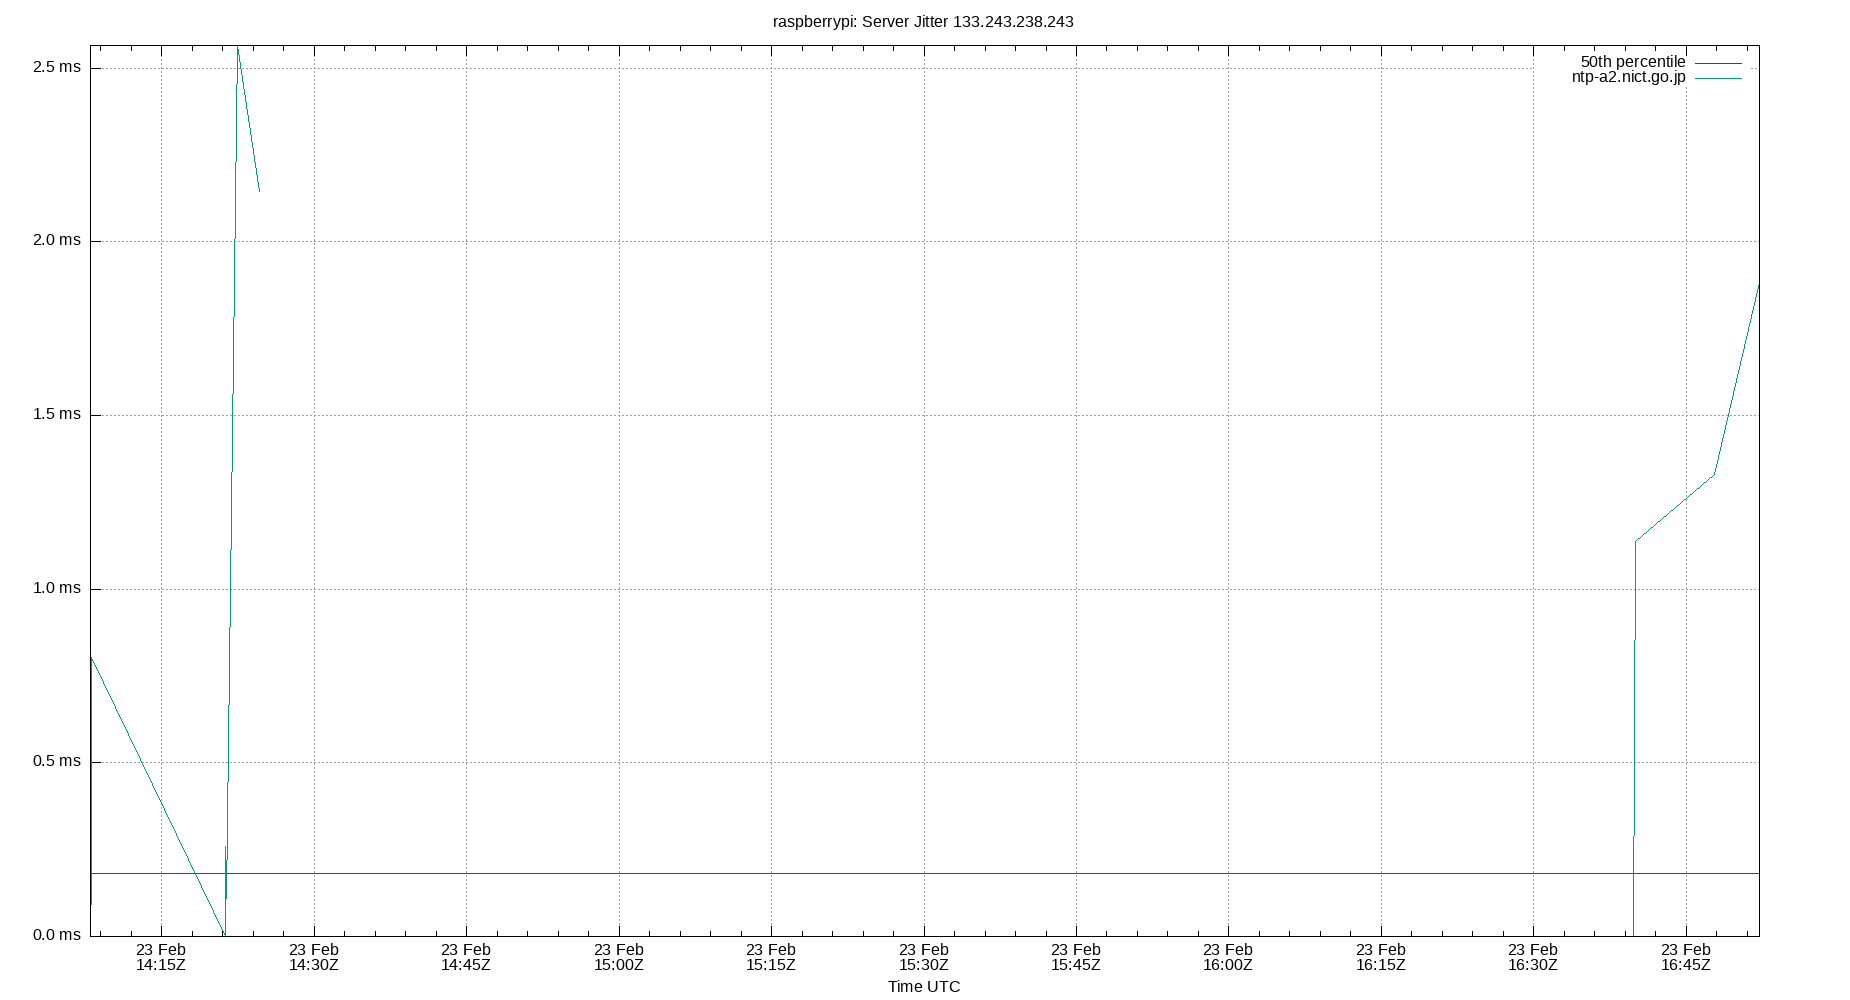 raspberrypi: Server Jitter 133.243.238.243
50th percentile
ntp-a2.nict.go.jp
2.5 ms
2.0 ms
1.5 ms
1.0 ms
0.5 ms
0.0 ms
23 Feb 23 Feb 23 Feb 23 Feb 23 Feb 23 Feb 23 Feb 23 Feb 23 Feb 23 Feb 23 Feb
14:15Z 14:30Z 14:45Z 15:00Z 15:15Z 15:30Z 15:45Z 16:00Z 16:15Z 16:30Z 16:45Z
Time UTC